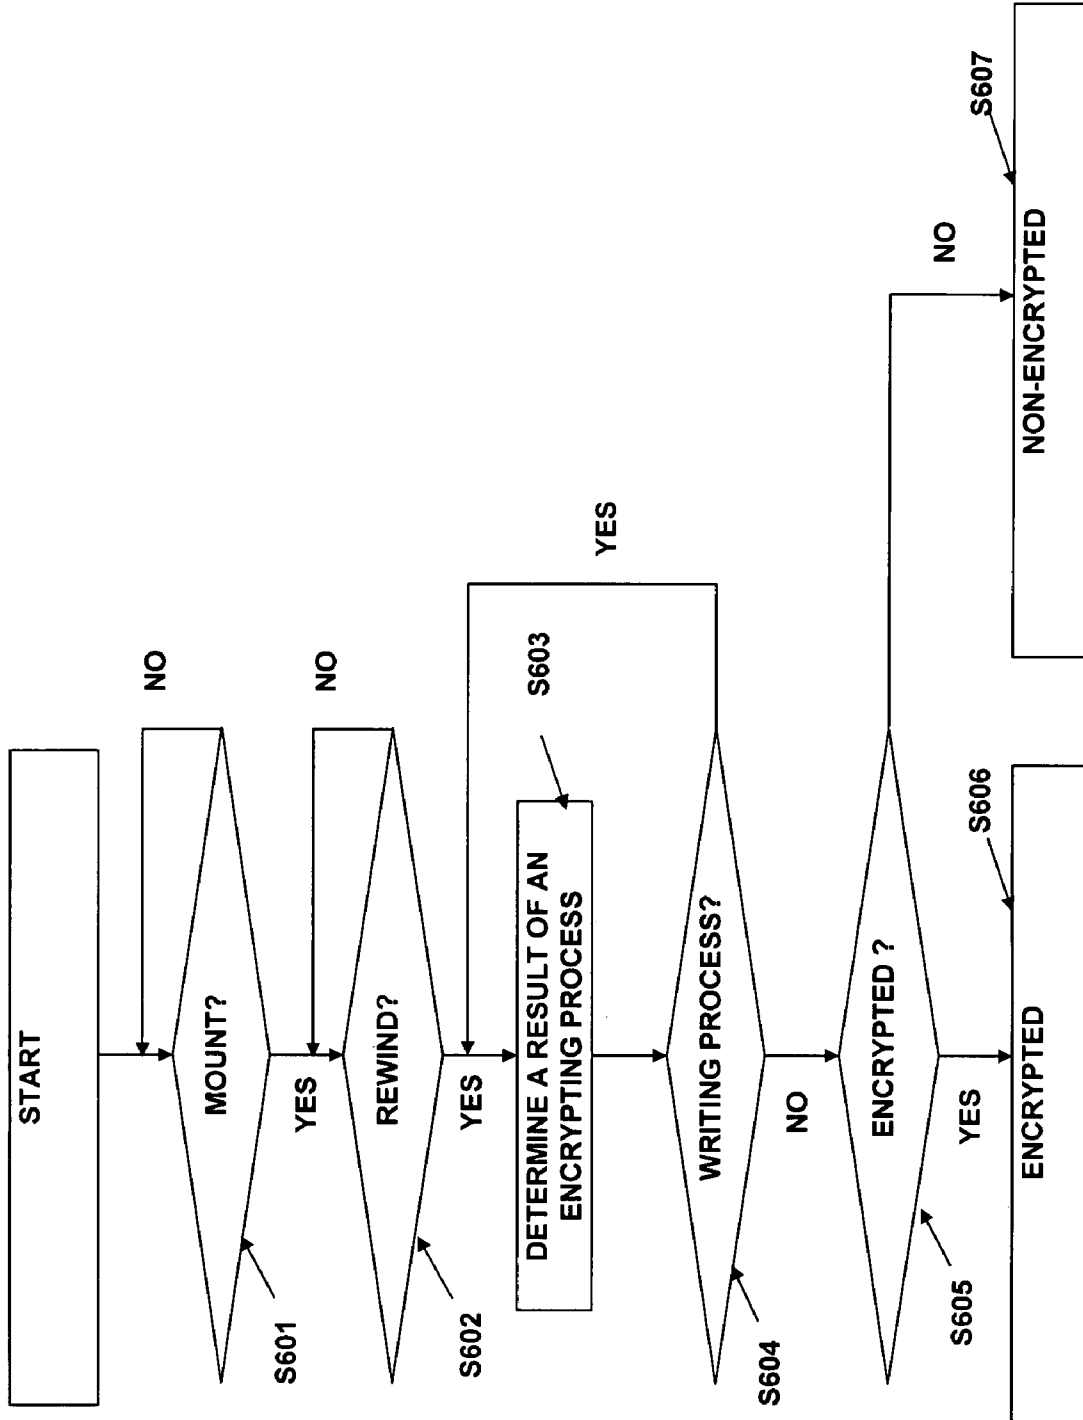 START
MOUNT?
NO
S601
YES
REWIND?
NO
S602
YES
DETERMINE A RESULT OF AN
ENCRYPTING PROCESS
S603
YES
WRITING PROCESS?
S604
NO
ENCRYPTED ?
NO
S605
YES
ENCRYPTED
S606
NON-ENCRYPTED
S607